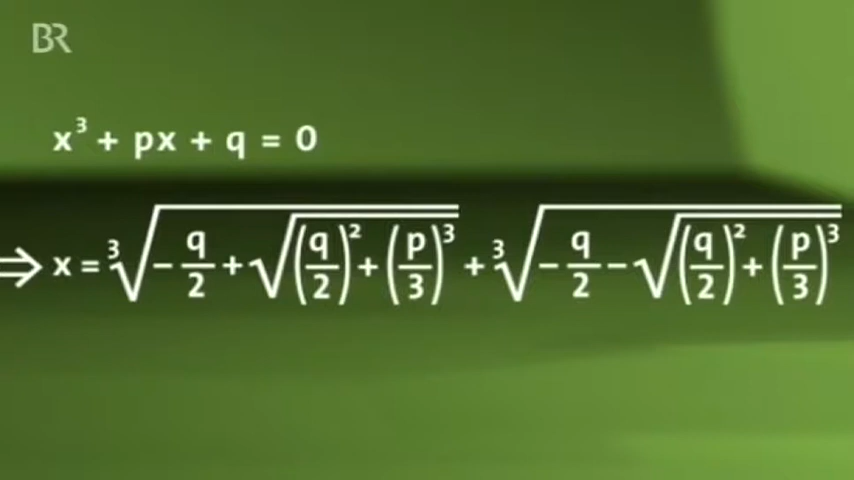 BR
x³ + px + q = 0
⇒ x = ∛(-q/2 + √((q/2)² + (p/3)³)) + ∛(-q/2 - √((q/2)² + (p/3)³))